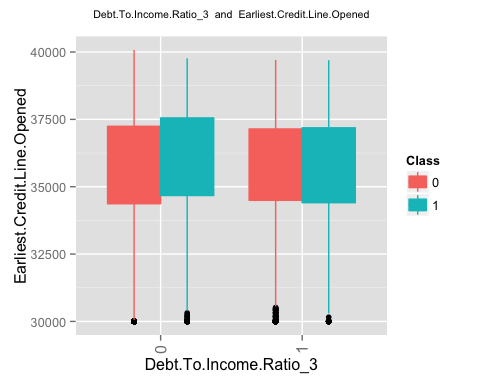 Debt.To.Income.Ratio_3 and Earliest.Credit.Line.Opened
40000
37500
35000
32500
30000
Earliest.Credit.Line.Opened
0
1
Debt.To.Income.Ratio_3
Class
0
1